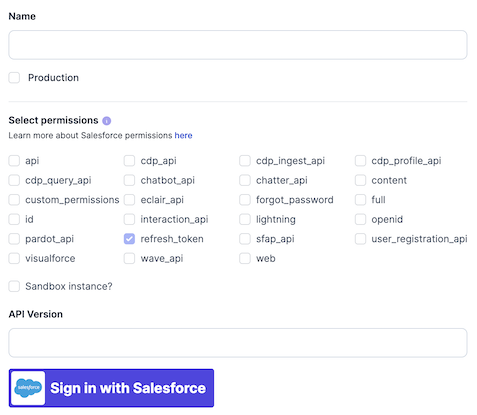 Name
Production
Select permissions i
Learn more about Salesforce permissions here
api cdp_api cdp_ingest_api cdp_profile_api
cdp_query_api chatbot_api chatter_api content
custom_permissions eclair_api forgot_password full
id interaction_api lightning openid
pardot_api refresh_token sfap_api user_registration_api
visualforce wave_api web
Sandbox instance?
API Version
salesforce Sign in with Salesforce